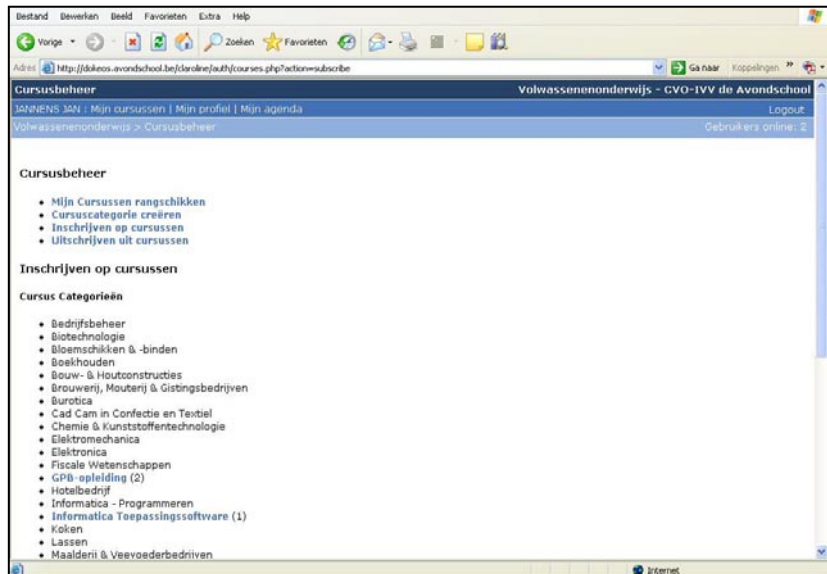 Bestand Bewerken Beeld Favorieten Extra Help
Vorige Zoeken Favorieten
Adres http://dokeos.avondschool.be/claroline/auth/courses.php?action=subscribe Ga naar Koppelingen »
Cursusbeheer Volwassenenonderwijs - CVO-IVV de Avondschool
JANNENS JAN : Mijn cursussen | Mijn profiel | Mijn agenda Logout
Volwassenenonderwijs > Cursusbeheer Gebruikers online: 2
Cursusbeheer
• Mijn Cursussen rangschikken
• Cursuscategorie creëren
• Inschrijven op cursussen
• Uitschrijven uit cursussen
Inschrijven op cursussen
Cursus Categorieën
• Bedrijfsbeheer
• Biotechnologie
• Bloemschikken & -binden
• Boekhouden
• Bouw- & Houtconstructies
• Brouwerij, Mouterij & Gistingsbedrijven
• Burotica
• Cad Cam in Confectie en Textiel
• Chemie & Kunststoffentechnologie
• Elektromechanica
• Elektronica
• Fiscale Wetenschappen
• GPB-opleiding (2)
• Hotelbedrijf
• Informatica - Programmeren
• Informatica Toepassingssoftware (1)
• Koken
• Lassen
• Maalderij & Veevoederbedrijven
Internet